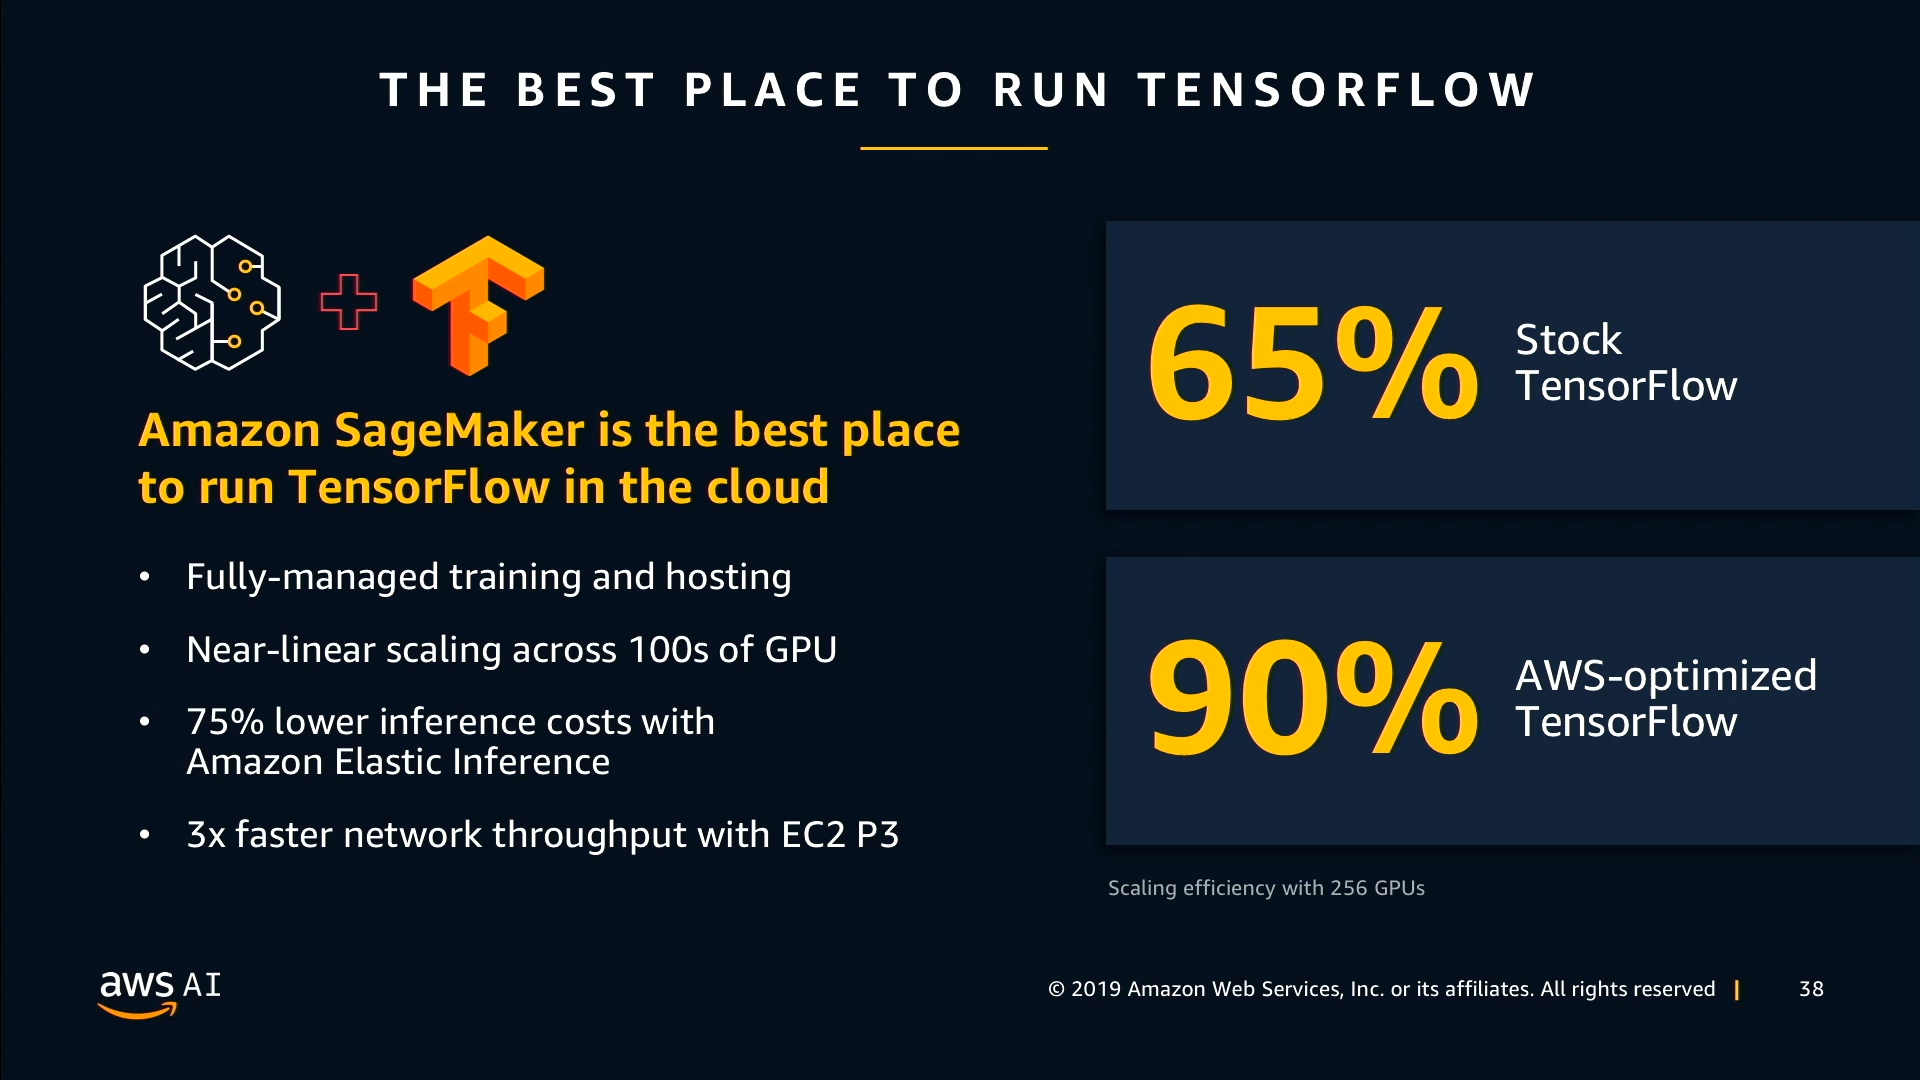 THE BEST PLACE TO RUN TENSORFLOW
Amazon SageMaker is the best place
to run TensorFlow in the cloud
• Fully-managed training and hosting
• Near-linear scaling across 100s of GPU
• 75% lower inference costs with
Amazon Elastic Inference
• 3x faster network throughput with EC2 P3
65%
Stock
TensorFlow
90%
AWS-optimized
TensorFlow
Scaling efficiency with 256 GPUs
aws AI
© 2019 Amazon Web Services, Inc. or its affiliates. All rights reserved | 38